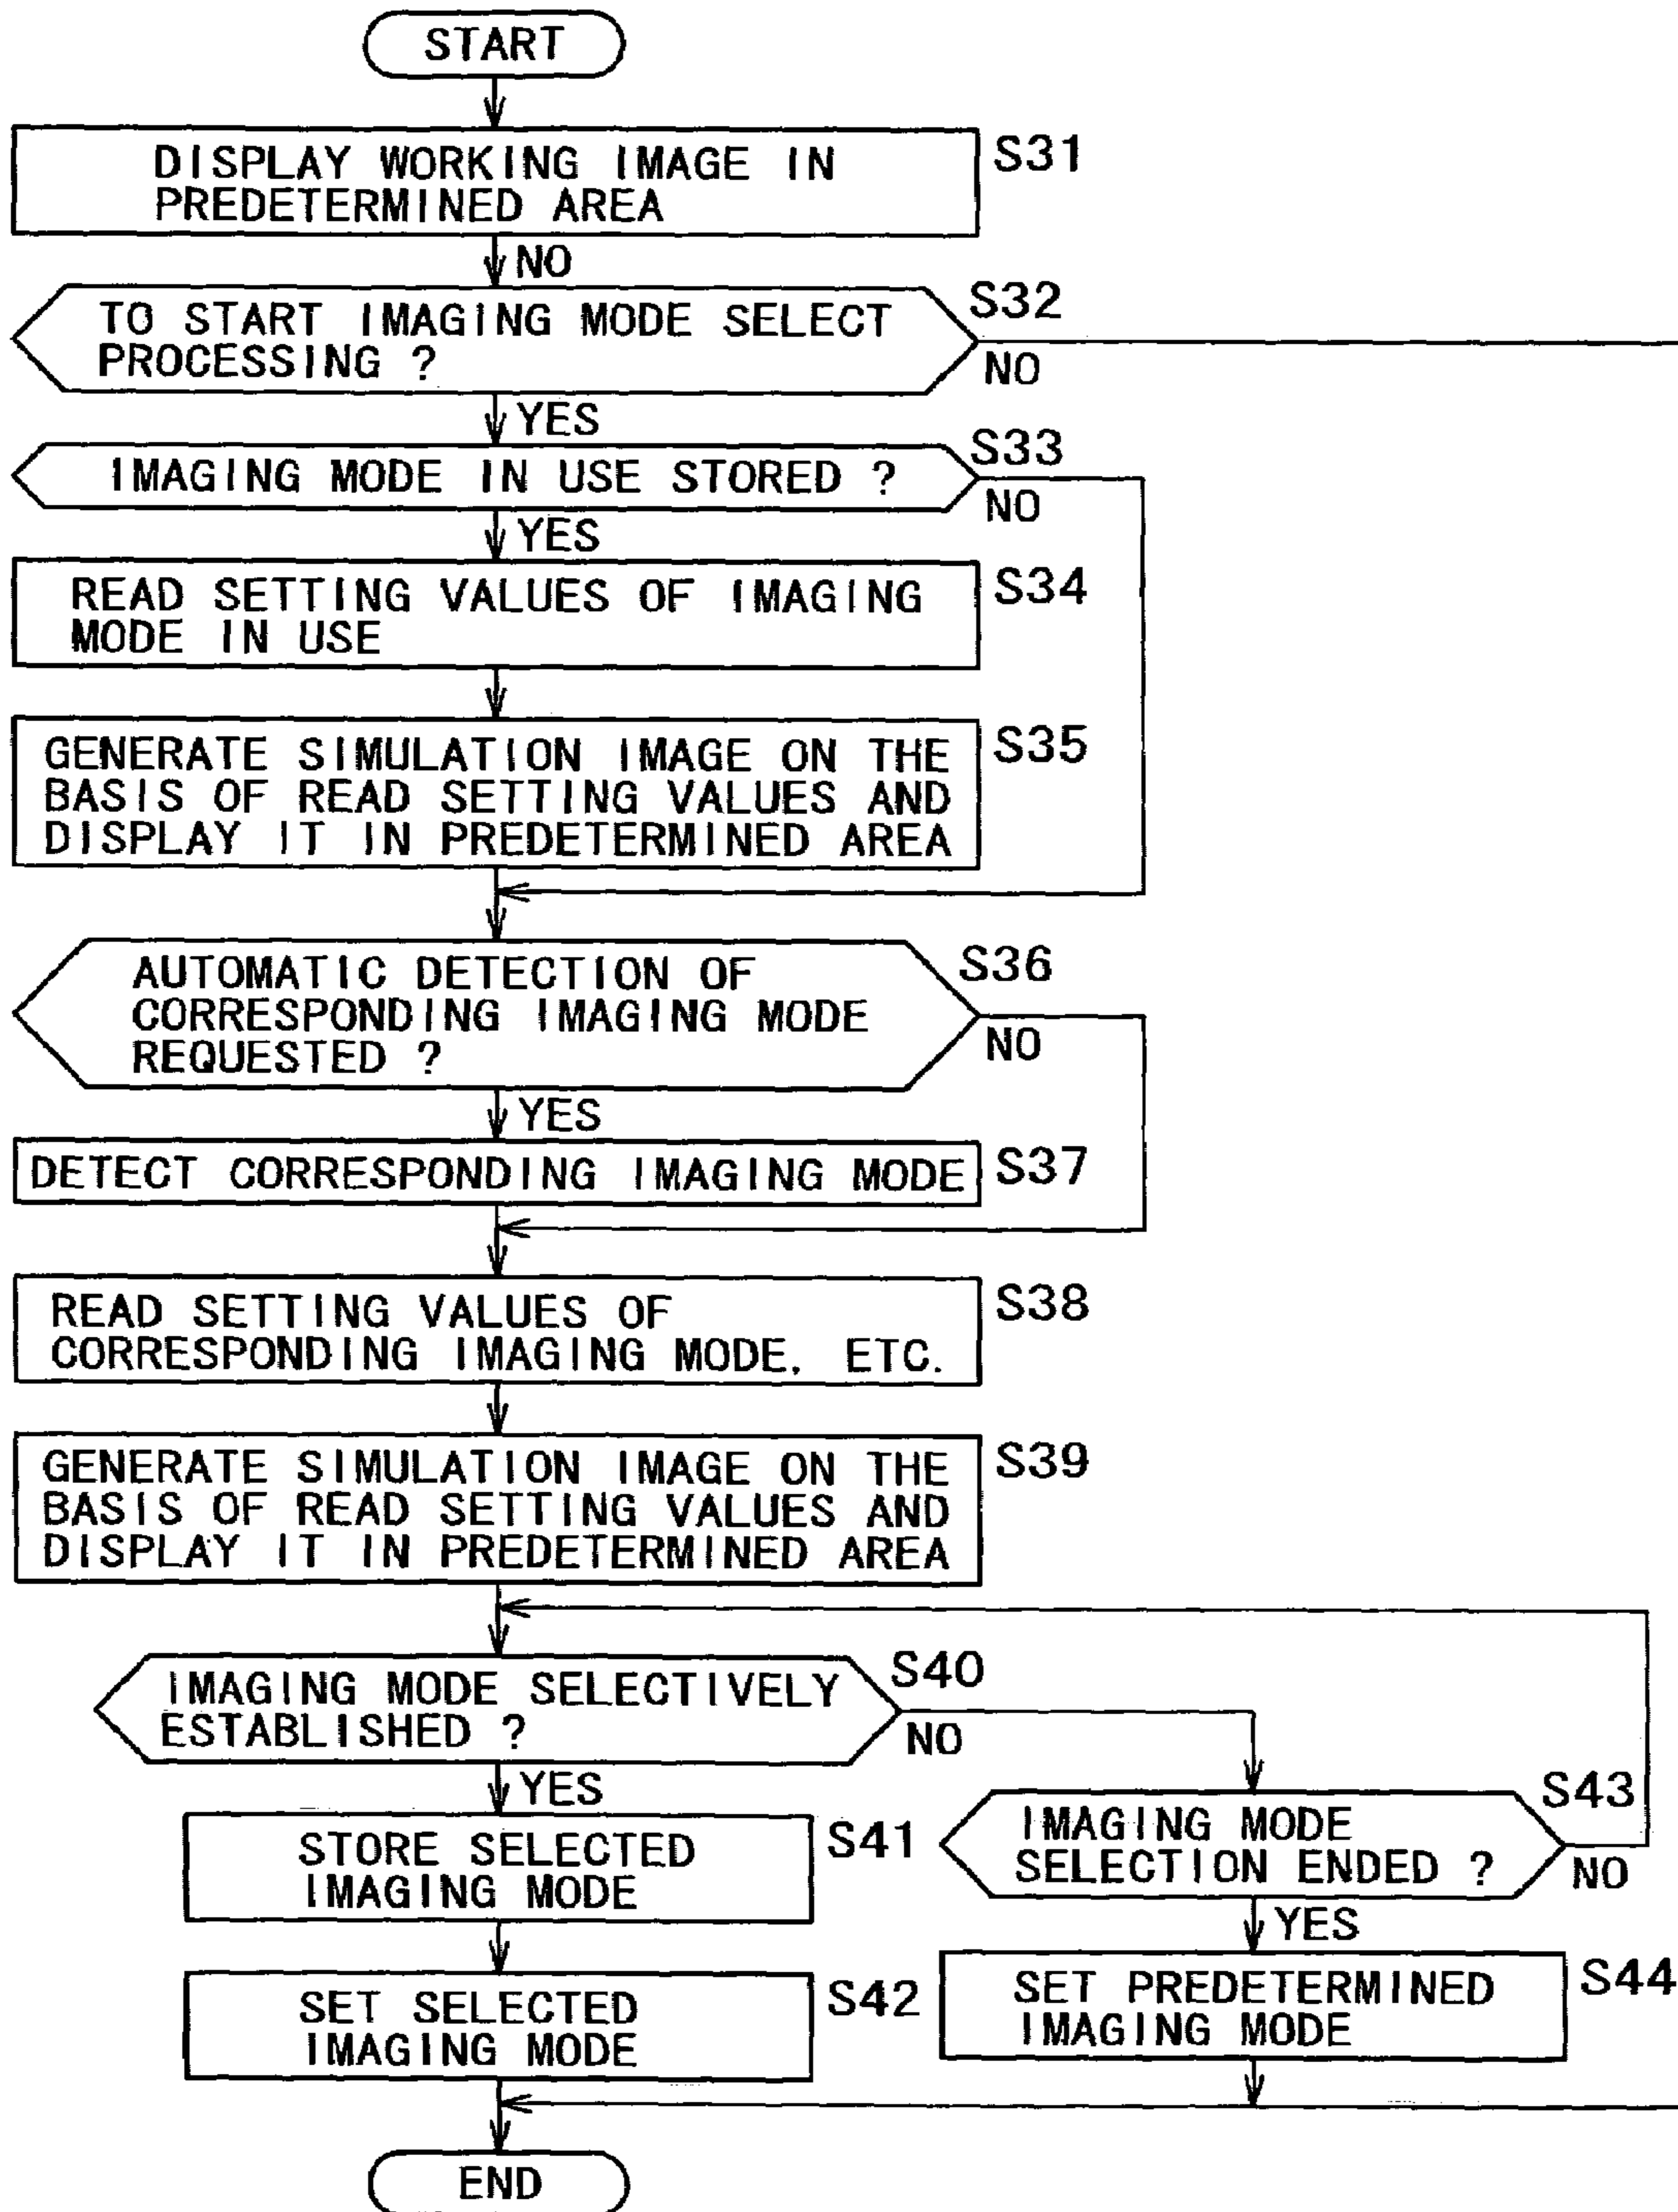 START
DISPLAY WORKING IMAGE IN
PREDETERMINED AREA
S31
NO
TO START IMAGING MODE SELECT
PROCESSING ?
S32
NO
YES
IMAGING MODE IN USE STORED ?
S33
NO
YES
READ SETTING VALUES OF IMAGING
MODE IN USE
S34
GENERATE SIMULATION IMAGE ON THE
BASIS OF READ SETTING VALUES AND
DISPLAY IT IN PREDETERMINED AREA
S35
AUTOMATIC DETECTION OF
CORRESPONDING IMAGING MODE
REQUESTED ?
S36
NO
YES
DETECT CORRESPONDING IMAGING MODE
S37
READ SETTING VALUES OF
CORRESPONDING IMAGING MODE, ETC.
S38
GENERATE SIMULATION IMAGE ON THE
BASIS OF READ SETTING VALUES AND
DISPLAY IT IN PREDETERMINED AREA
S39
IMAGING MODE SELECTIVELY
ESTABLISHED ?
S40
NO
YES
STORE SELECTED
IMAGING MODE
S41
IMAGING MODE
SELECTION ENDED ?
S43
NO
YES
SET SELECTED
IMAGING MODE
S42
SET PREDETERMINED
IMAGING MODE
S44
END